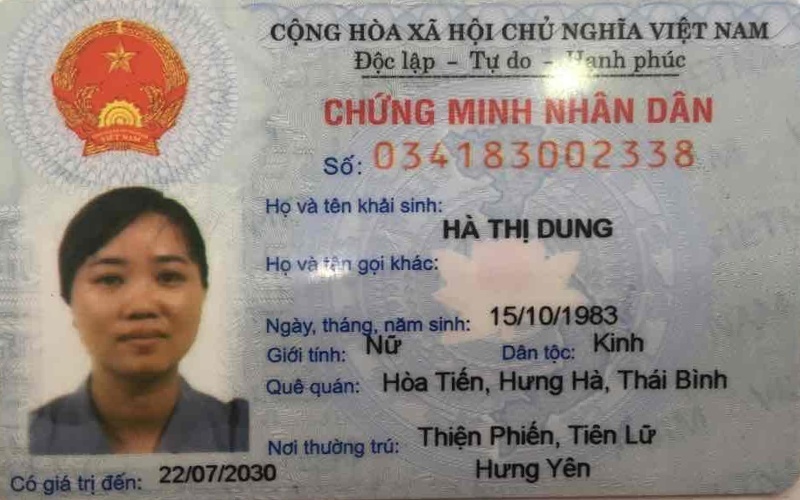 CỘNG HÒA XÃ HỘI CHỦ NGHĨA VIỆT NAM
Độc lập - Tự do - Hạnh phúc
CHỨNG MINH NHÂN DÂN
Số: 034183002338
Họ và tên khai sinh:
HÀ THỊ DUNG
Họ và tên gọi khác:
Ngày, tháng, năm sinh: 15/10/1983
Giới tính: Nữ Dân tộc: Kinh
Quê quán: Hòa Tiến, Hưng Hà, Thái Bình
Nơi thường trú: Thiện Phiến, Tiên Lữ
Hưng Yên
Có giá trị đến: 22/07/2030
VIỆT NAM